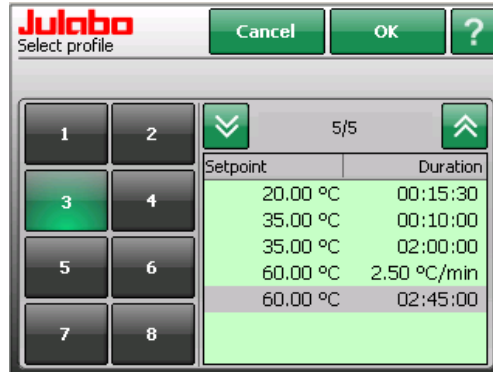 Julabo
Select profile
Cancel
OK
?
1
2
3
4
5
6
7
8
5/5
Setpoint Duration
20.00 °C 00:15:30
35.00 °C 00:10:00
35.00 °C 02:00:00
60.00 °C 2.50 °C/min
60.00 °C 02:45:00